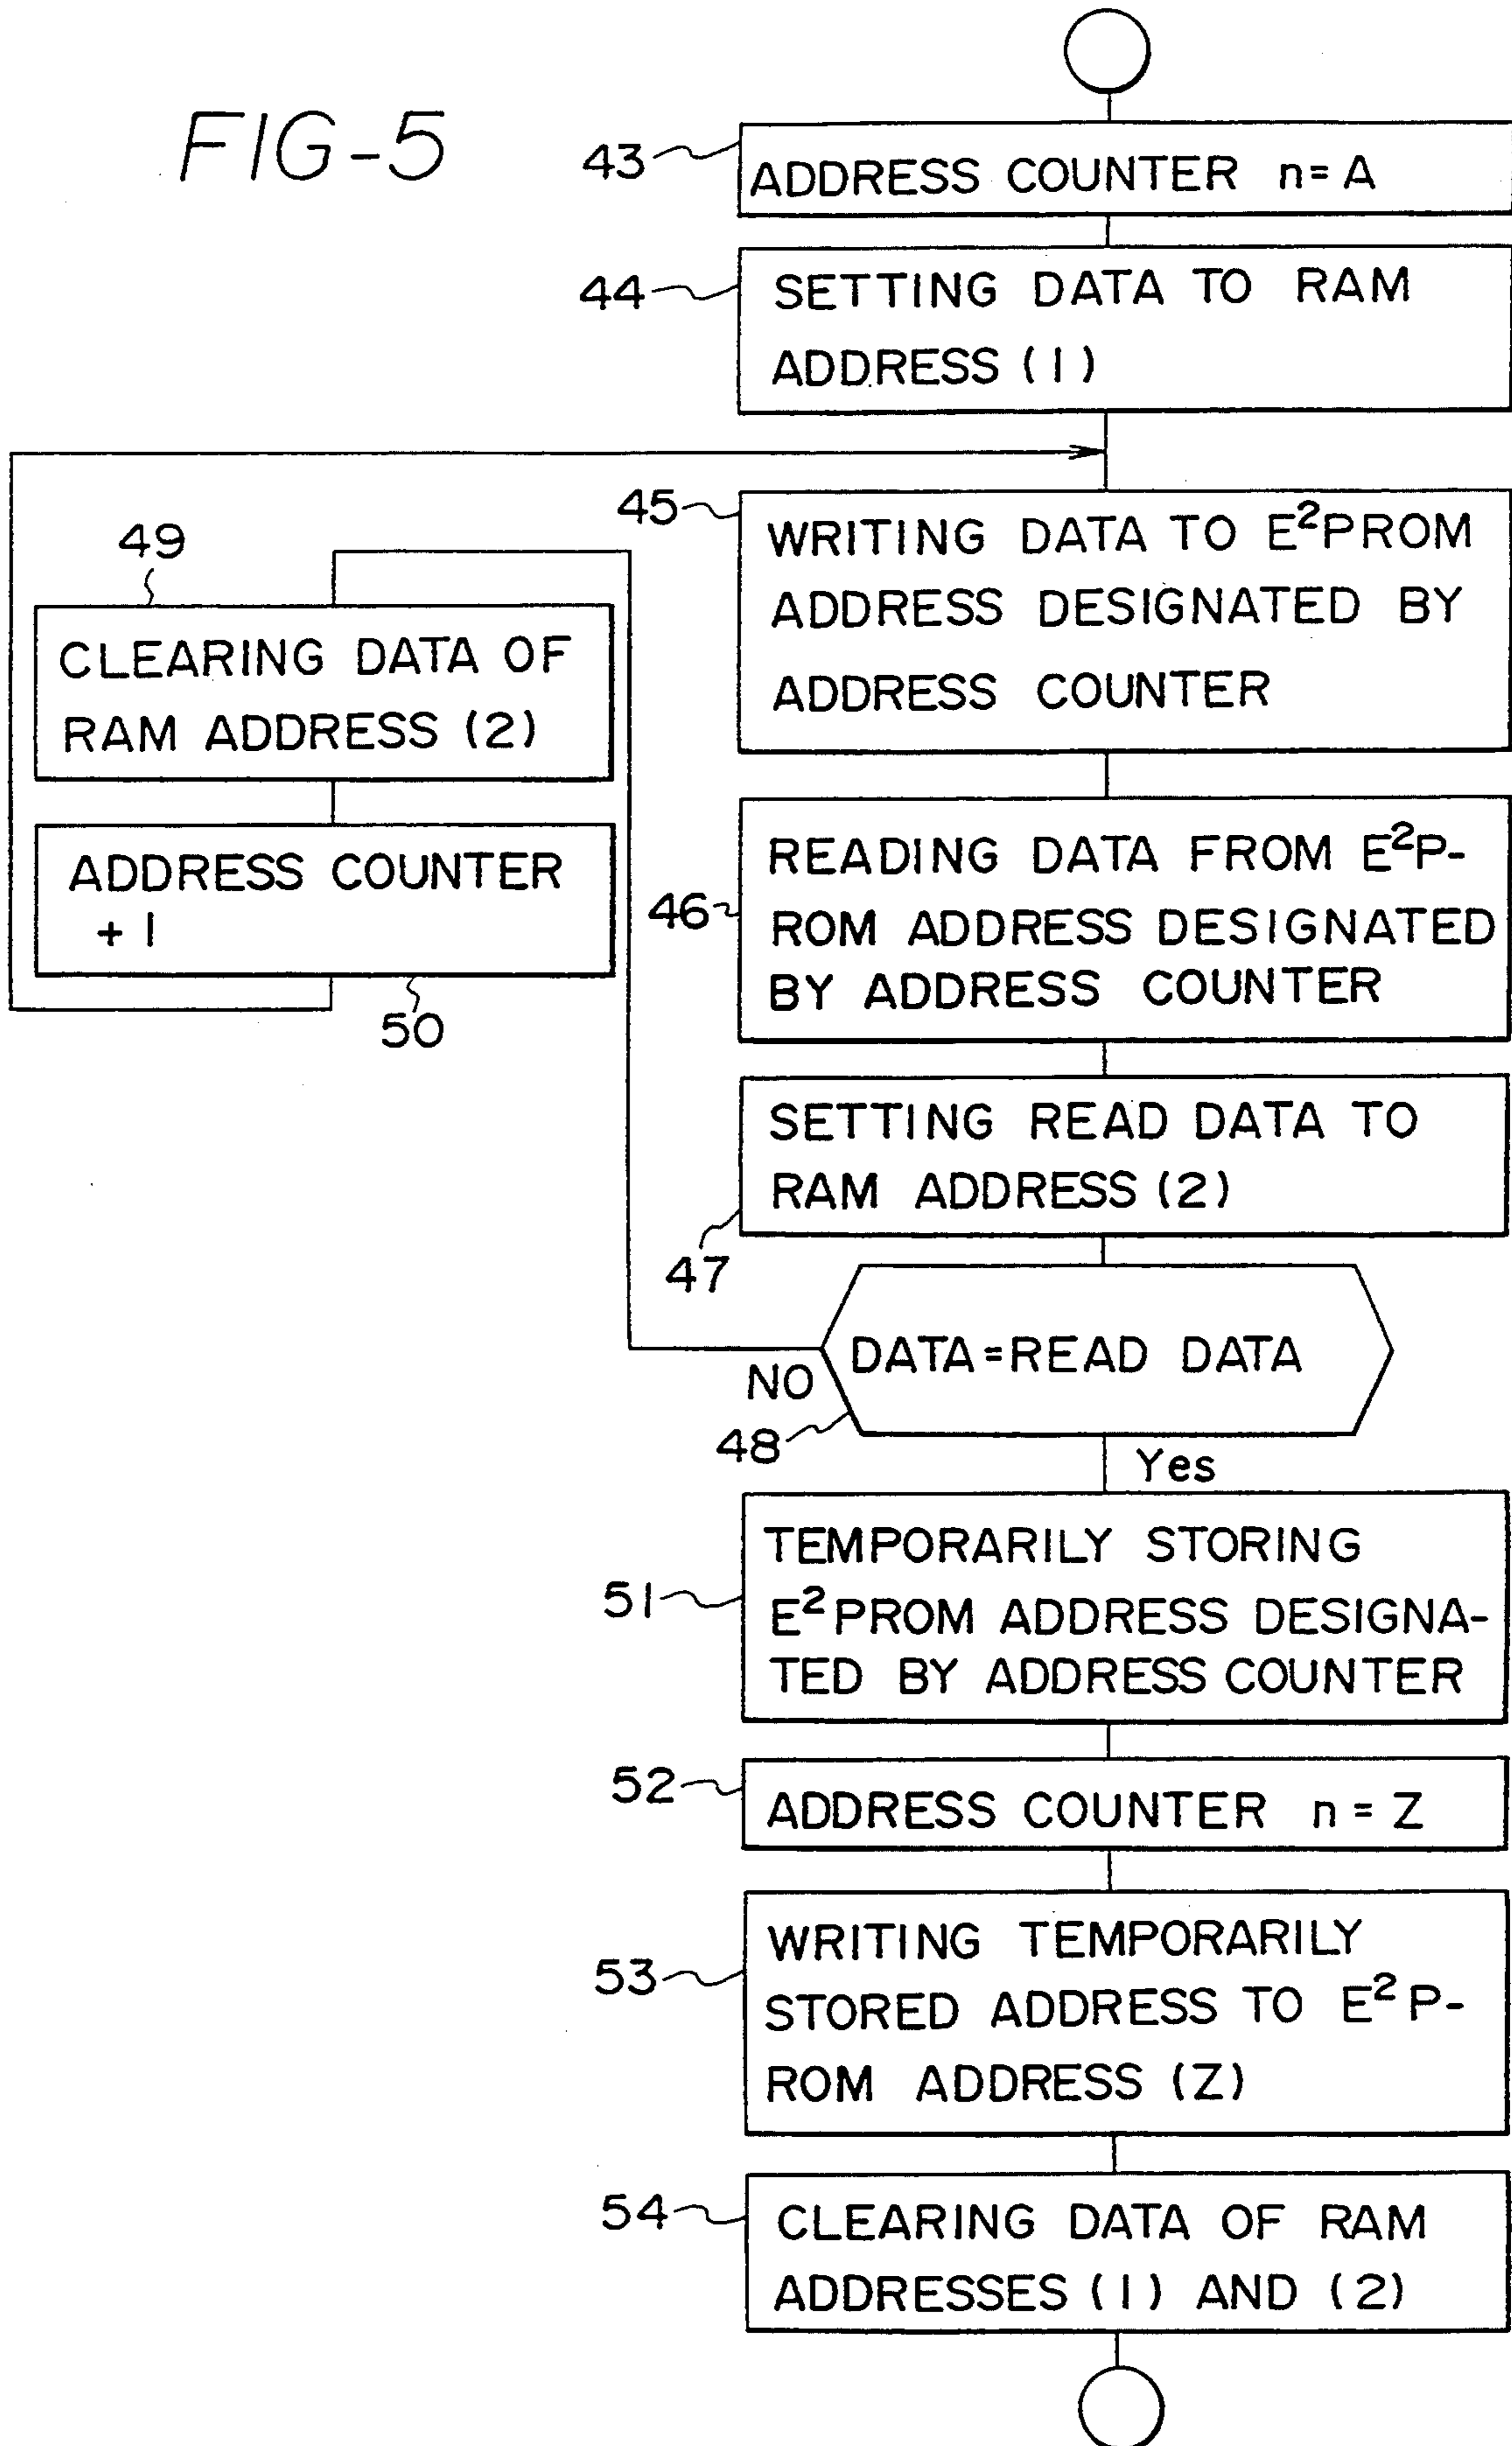 FIG-5
43
ADDRESS COUNTER n=A
44
SETTING DATA TO RAM
ADDRESS (1)
45
WRITING DATA TO E²PROM
ADDRESS DESIGNATED BY
ADDRESS COUNTER
49
CLEARING DATA OF
RAM ADDRESS (2)
ADDRESS COUNTER
+1
50
46
READING DATA FROM E²P-
ROM ADDRESS DESIGNATED
BY ADDRESS COUNTER
SETTING READ DATA TO
RAM ADDRESS (2)
47
DATA=READ DATA
NO
48
Yes
51
TEMPORARILY STORING
E²PROM ADDRESS DESIGNA-
TED BY ADDRESS COUNTER
52
ADDRESS COUNTER n=Z
53
WRITING TEMPORARILY
STORED ADDRESS TO E²P-
ROM ADDRESS (Z)
54
CLEARING DATA OF RAM
ADDRESSES (1) AND (2)